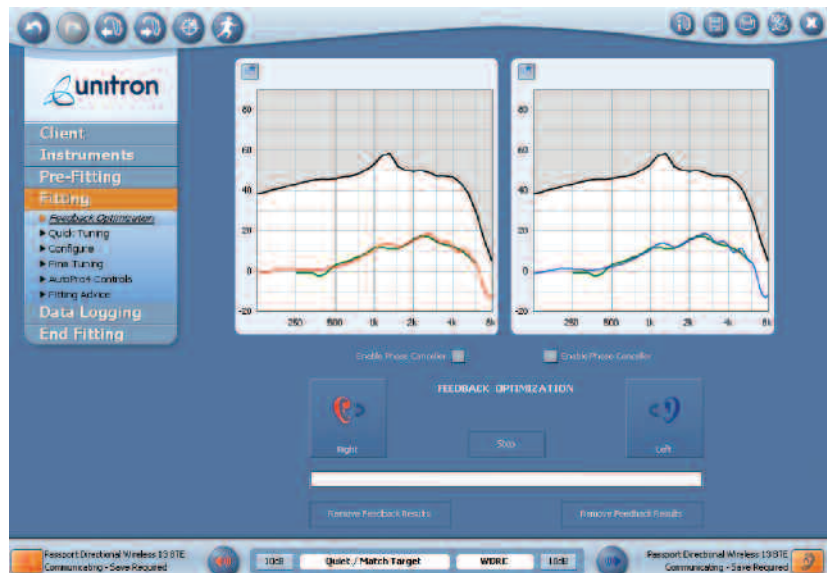 unitron
Client
Instruments
Pre-Fitting
Fitting
Feedback Optimization
Quick Tuning
Configure
Fine Tuning
AutoPro4 Controls
Fitting Advice
Data Logging
End Fitting
80
60
40
20
0
-20
250 500 1k 2k 4k 8k
80
60
40
20
0
-20
250 500 1k 2k 4k 8k
Enable Phase Canceller
Enable Phase Canceller
FEEDBACK OPTIMIZATION
Right
Stop
Left
Remove Feedback Results
Remove Feedback Results
Passport Directional Wireless 13 BTE
Communicating - Save Required
10dB
Quiet / Match Target
WDRC
10dB
Passport Directional Wireless 13 BTE
Communicating - Save Required